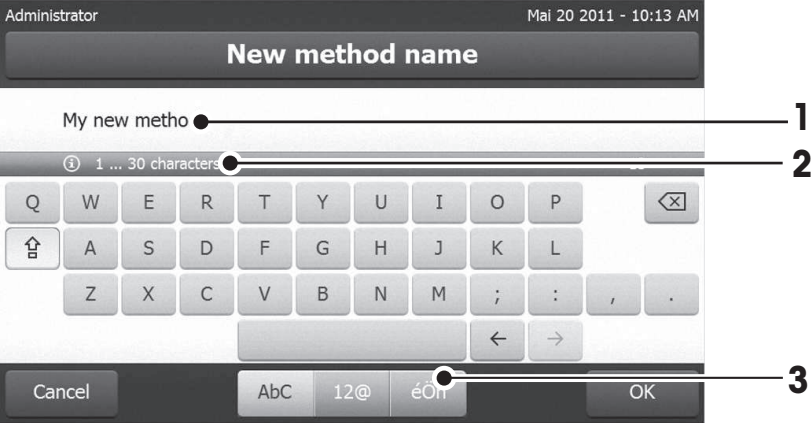 Administrator Mai 20 2011 - 10:13 AM
New method name
My new metho 1
1 ... 30 characters 2
Q W E R T Y U I O P
A S D F G H J K L
Z X C V B N M ; : , .
← →
Cancel AbC 12@ éÖñ OK
3